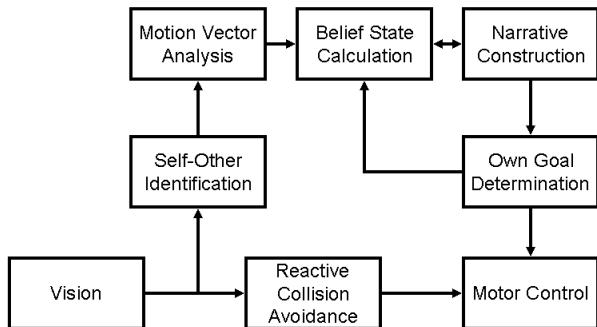 Motion Vector
Analysis
Belief State
Calculation
Narrative
Construction
Self-Other
Identification
Own Goal
Determination
Vision
Reactive
Collision
Avoidance
Motor Control